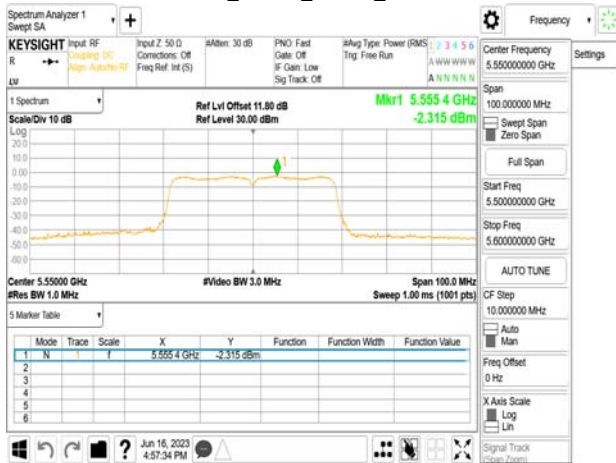 Spectrum Analyzer 1
Swept SA
Frequency
KEYSIGHT
Input: RF
Coupling: DC
Align: Auto/No RF
Input Z: 50 Ω
Corrections: Off
Freq Ref: Int (S)
#Atten: 30 dB
PNO: Fast
Gate: Off
IF Gain: Low
Sig Track: Off
#Avg Type: Power (RMS
Trig: Free Run
1 2 3 4 5 6
A W W W W W
A N N N N N
LV
1 Spectrum
Scale/Div 10 dB
Ref Lvl Offset 11.80 dB
Ref Level 30.00 dBm
Mkr1 5.555 4 GHz
-2.315 dBm
Log
20.0
10.0
0.00
-10.0
-20.0
-30.0
-40.0
-50.0
-60.0
1
Center 5.55000 GHz
#Video BW 3.0 MHz
Span 100.0 MHz
#Res BW 1.0 MHz
Sweep 1.00 ms (1001 pts)
5 Marker Table
Mode Trace Scale X Y Function Function Width Function Value
1 N 1 f 5.555 4 GHz -2.315 dBm
2
3
4
5
6
Jun 16, 2023
4:57:34 PM
Center Frequency
5.550000000 GHz
Settings
Span
100.000000 MHz
Swept Span
Zero Span
Full Span
Start Freq
5.500000000 GHz
Stop Freq
5.600000000 GHz
AUTO TUNE
CF Step
10.000000 MHz
Auto
Man
Freq Offset
0 Hz
X Axis Scale
Log
Lin
Signal Track
(Span Zoom)